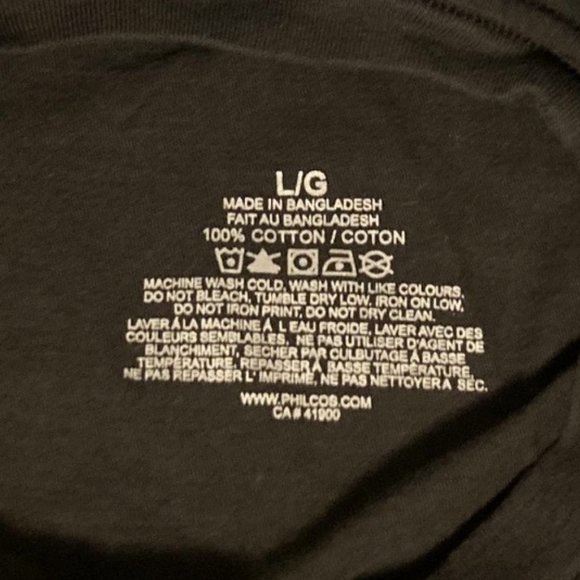 L/G
MADE IN BANGLADESH
FAIT AU BANGLADESH
100% COTTON / COTON
MACHINE WASH COLD, WASH WITH LIKE COLOURS,
DO NOT BLEACH, TUMBLE DRY LOW, IRON ON LOW,
DO NOT IRON PRINT, DO NOT DRY CLEAN.
LAVER À LA MACHINE À L EAU FROIDE, LAVER AVEC DES
COULEURS SEMBLABLES, NE PAS UTILISER D'AGENT DE
BLANCHIMENT, SECHER PAR CULBUTAGE À BASSE
TEMPÉRATURE, REPASSER À BASSE TEMPÉRATURE,
NE PAS REPASSER L' IMPRIMÉ, NE PAS NETTOYER À SEC.
WWW.PHILCOS.COM
CA# 41900